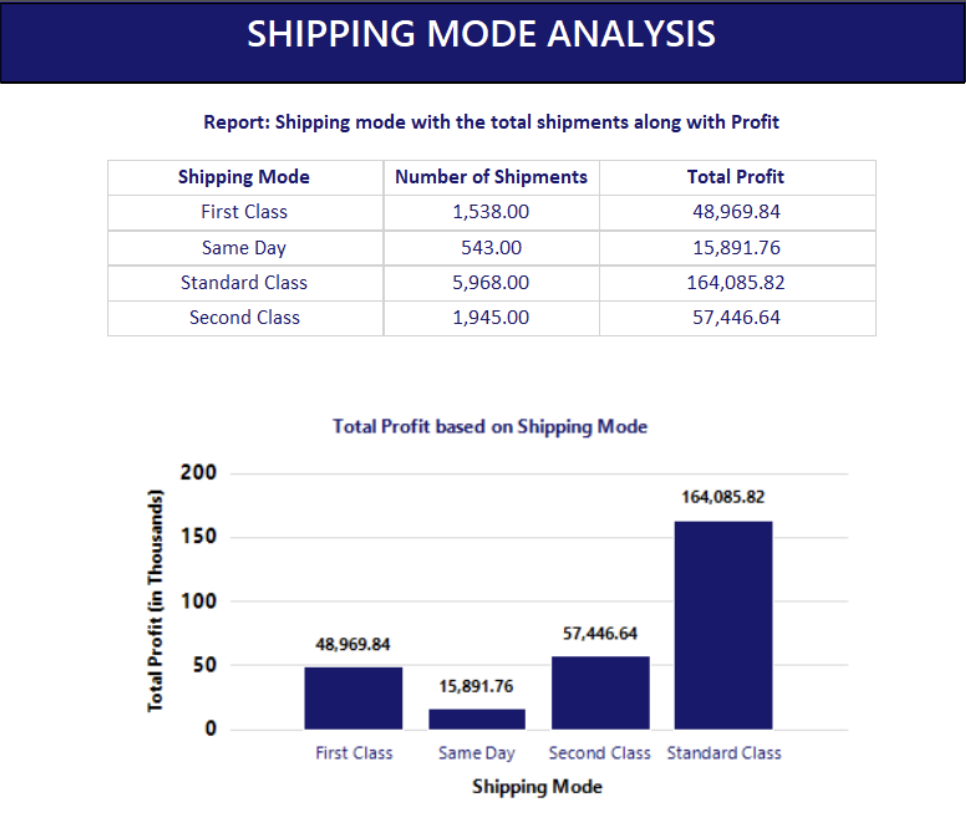 SHIPPING MODE ANALYSIS
Report: Shipping mode with the total shipments along with Profit
Shipping Mode Number of Shipments Total Profit
First Class 1,538.00 48,969.84
Same Day 543.00 15,891.76
Standard Class 5,968.00 164,085.82
Second Class 1,945.00 57,446.64
Total Profit based on Shipping Mode
Total Profit (in Thousands)
200
150
100
50
0
48,969.84
15,891.76
57,446.64
164,085.82
First Class Same Day Second Class Standard Class
Shipping Mode